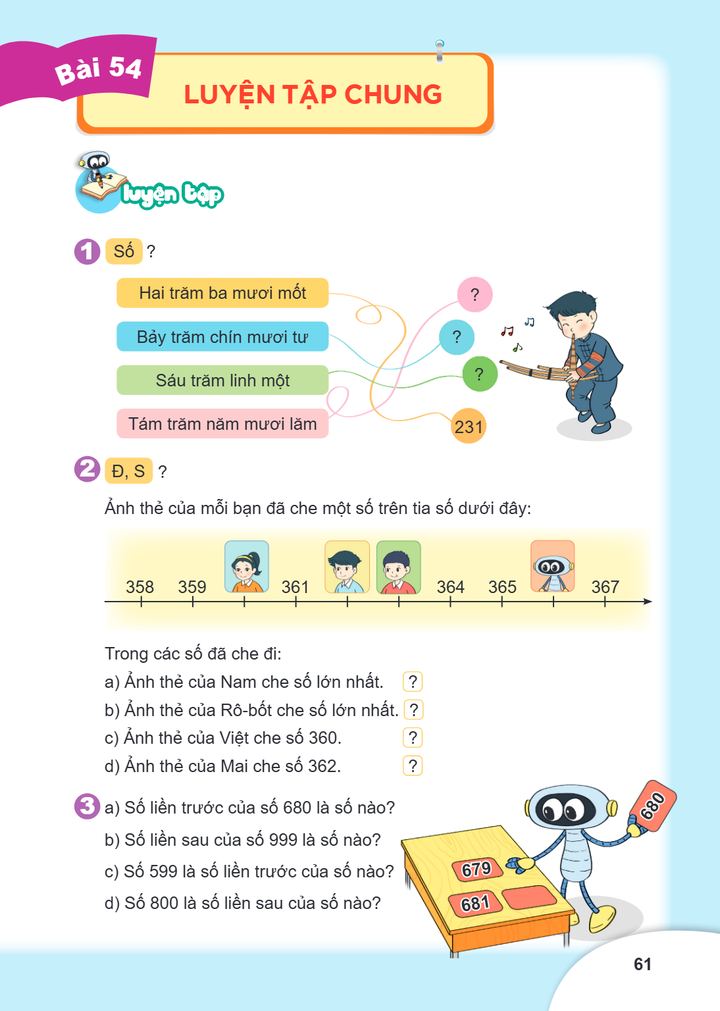 Bài 54
LUYỆN TẬP CHUNG
Luyện tập
1 Số ?
Hai trăm ba mươi mốt
?
Bảy trăm chín mươi tư
?
Sáu trăm linh một
?
Tám trăm năm mươi lăm
231
2 Đ, S ?
Ảnh thẻ của mỗi bạn đã che một số trên tia số dưới đây:
358 359 361 364 365 367
Trong các số đã che đi:
a) Ảnh thẻ của Nam che số lớn nhất. ?
b) Ảnh thẻ của Rô-bốt che số lớn nhất. ?
c) Ảnh thẻ của Việt che số 360. ?
d) Ảnh thẻ của Mai che số 362. ?
3 a) Số liền trước của số 680 là số nào?
b) Số liền sau của số 999 là số nào?
c) Số 599 là số liền trước của số nào?
d) Số 800 là số liền sau của số nào?
680
679
681
61